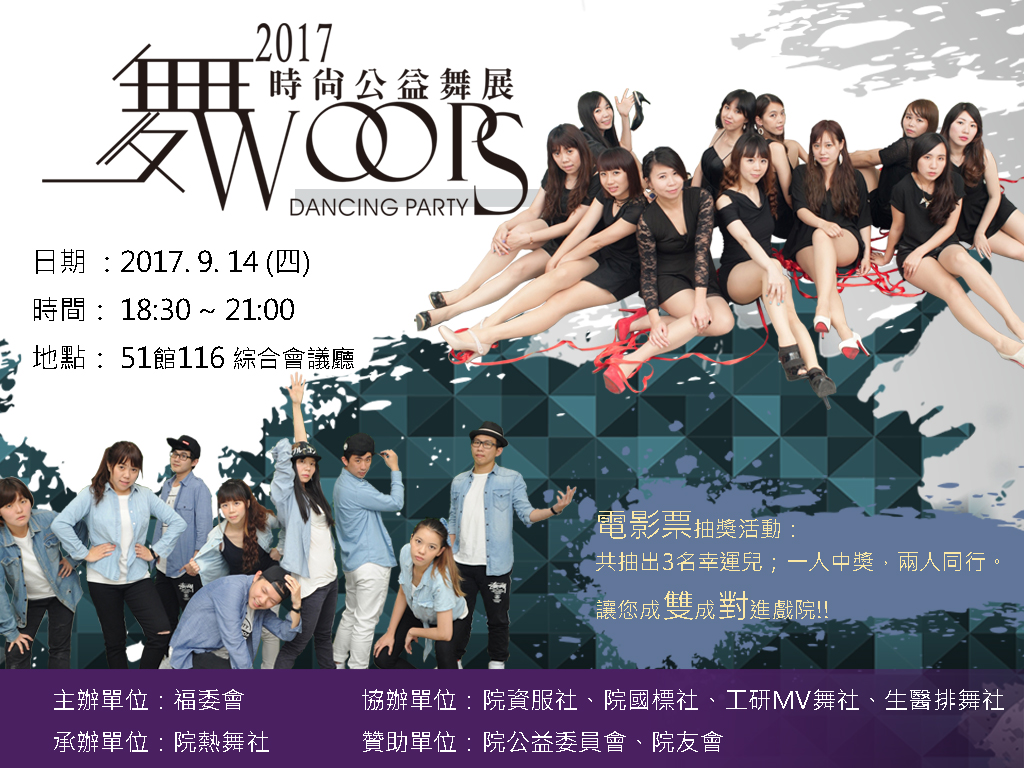 2017
時尚公益舞展
舞WOOPS
DANCING PARTY
日期 ：2017. 9. 14 (四)
時間： 18:30 ~ 21:00
地點： 51館116 綜合會議廳
電影票抽獎活動：
共抽出3名幸運兒；一人中獎，兩人同行。
讓您成雙成對進戲院!!
主辦單位：福委會
協辦單位：院資服社、院國標社、工研MV舞社、生醫排舞社
承辦單位：院熱舞社
贊助單位：院公益委員會、院友會